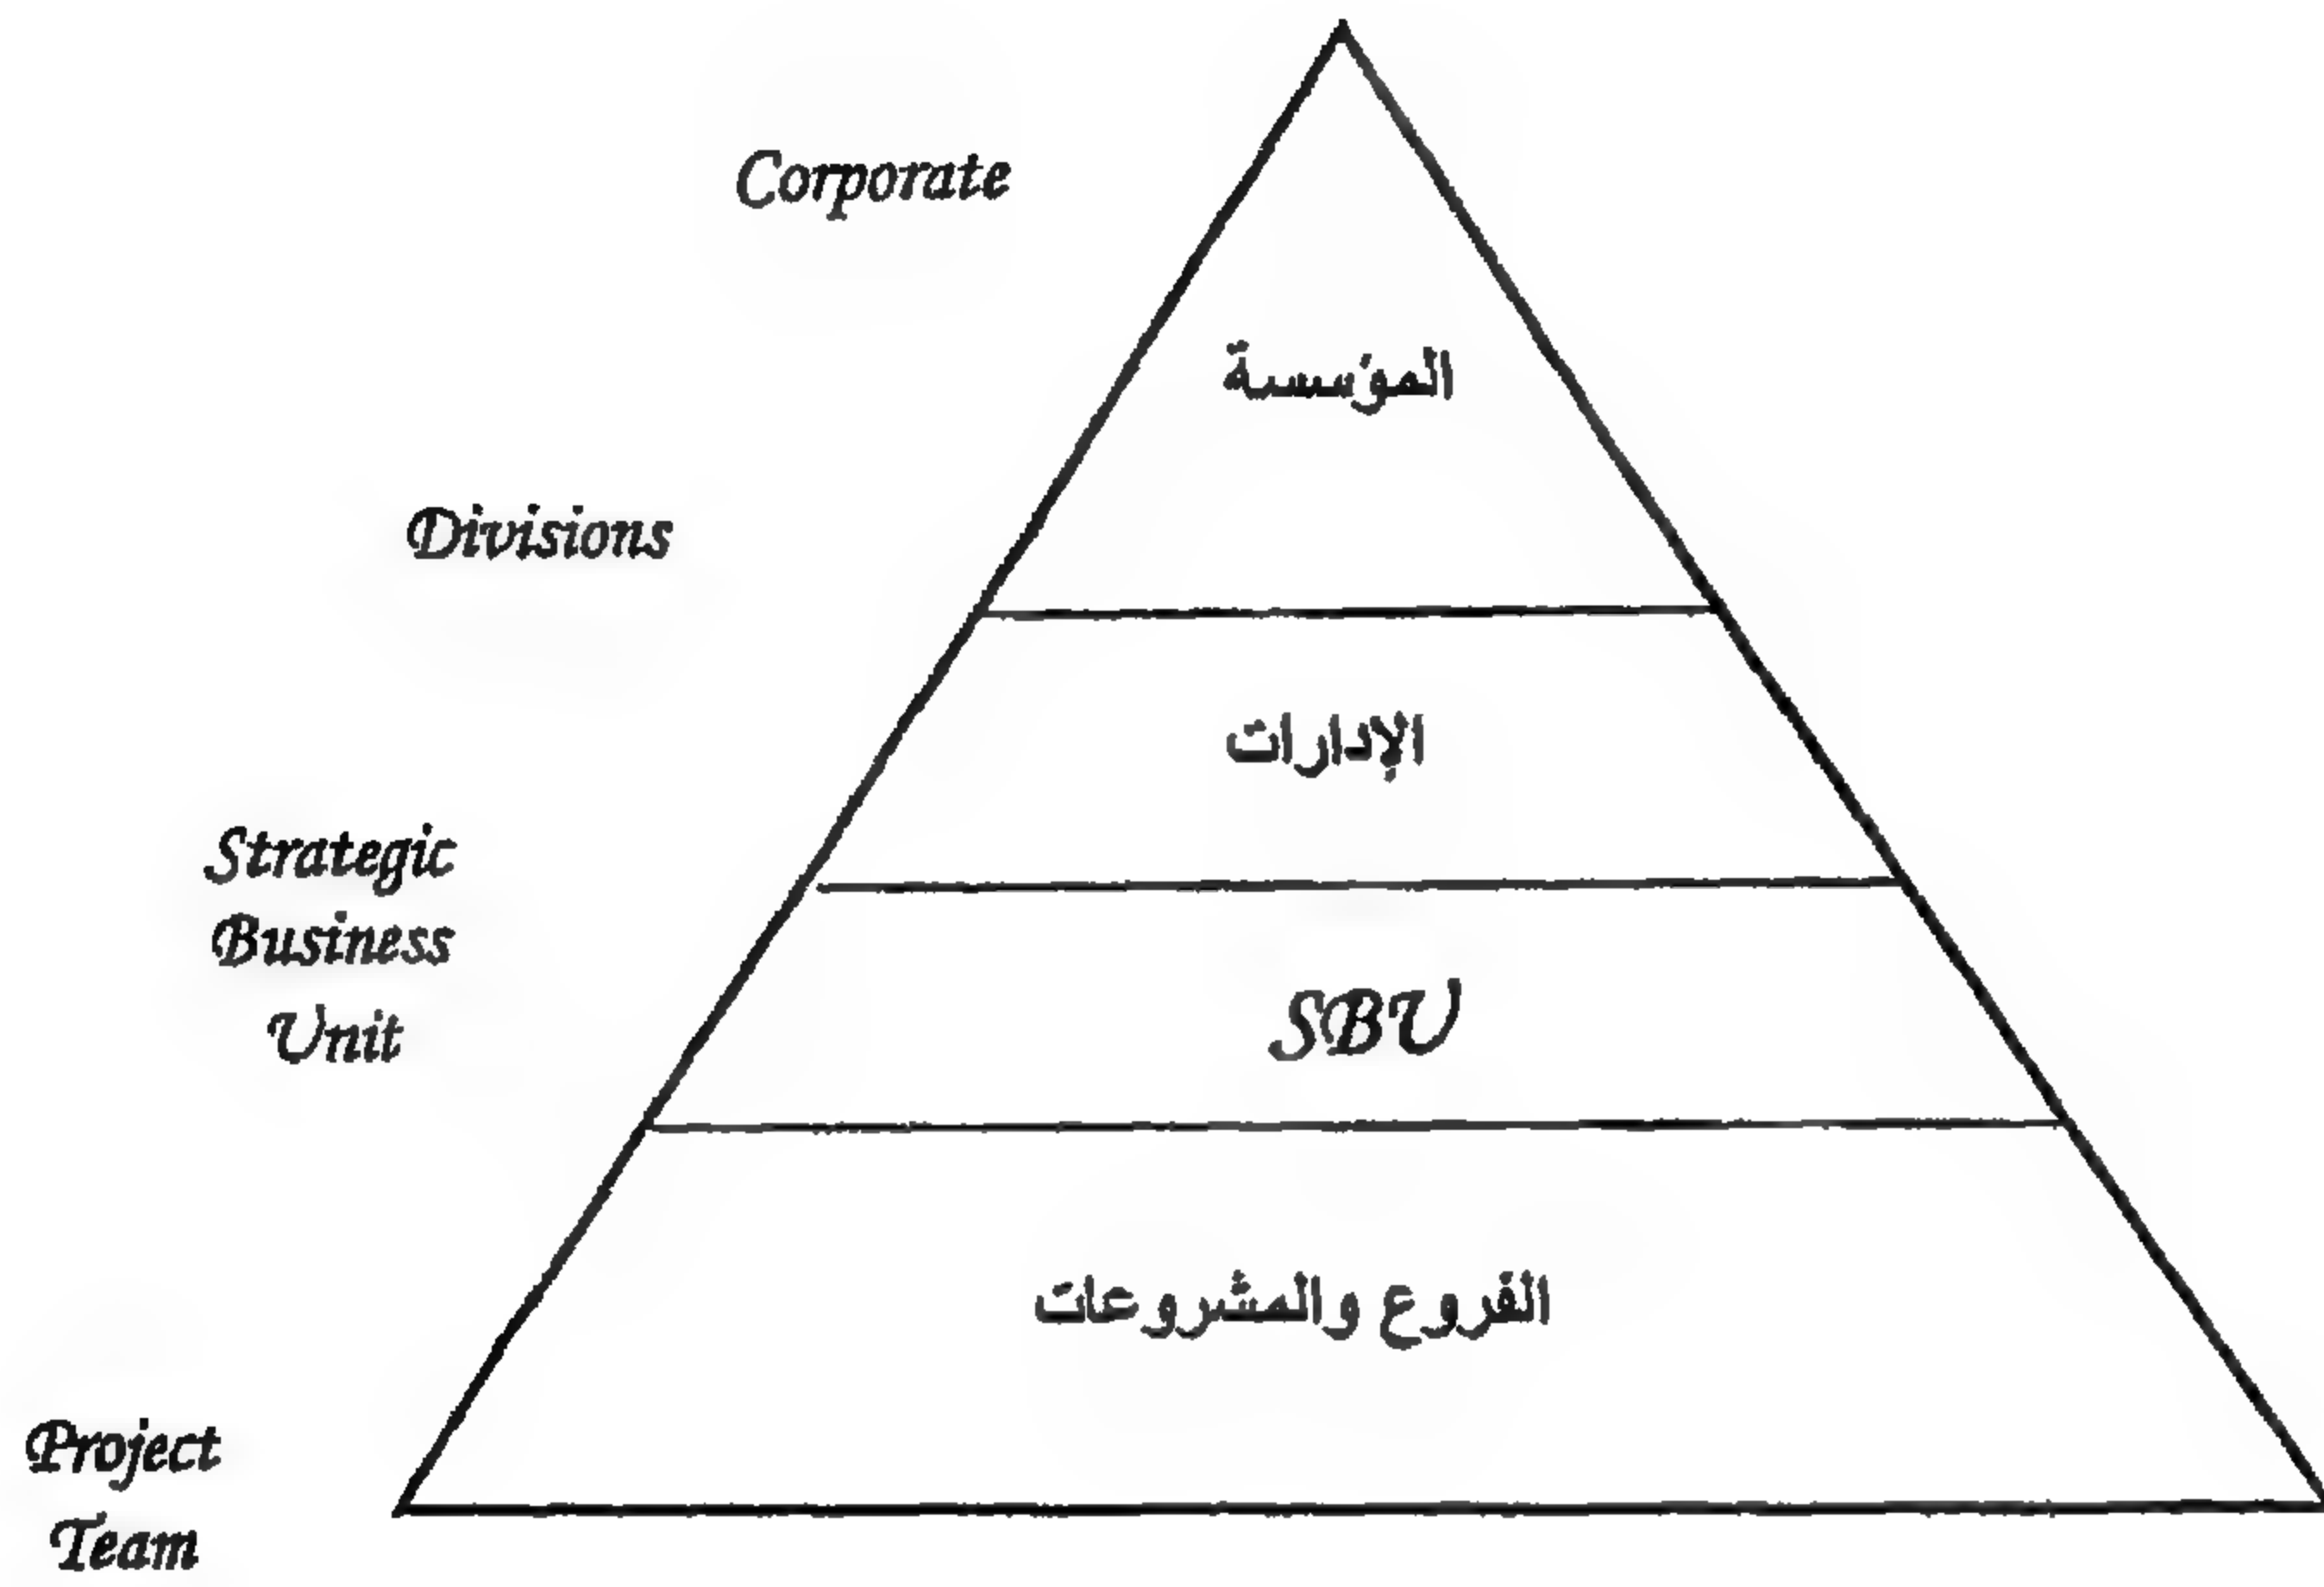 Corporate
المؤسسة
Divisions
الإدارات
Strategic
Business
Unit
SBU
الفروع والمشروعات
Project
Team